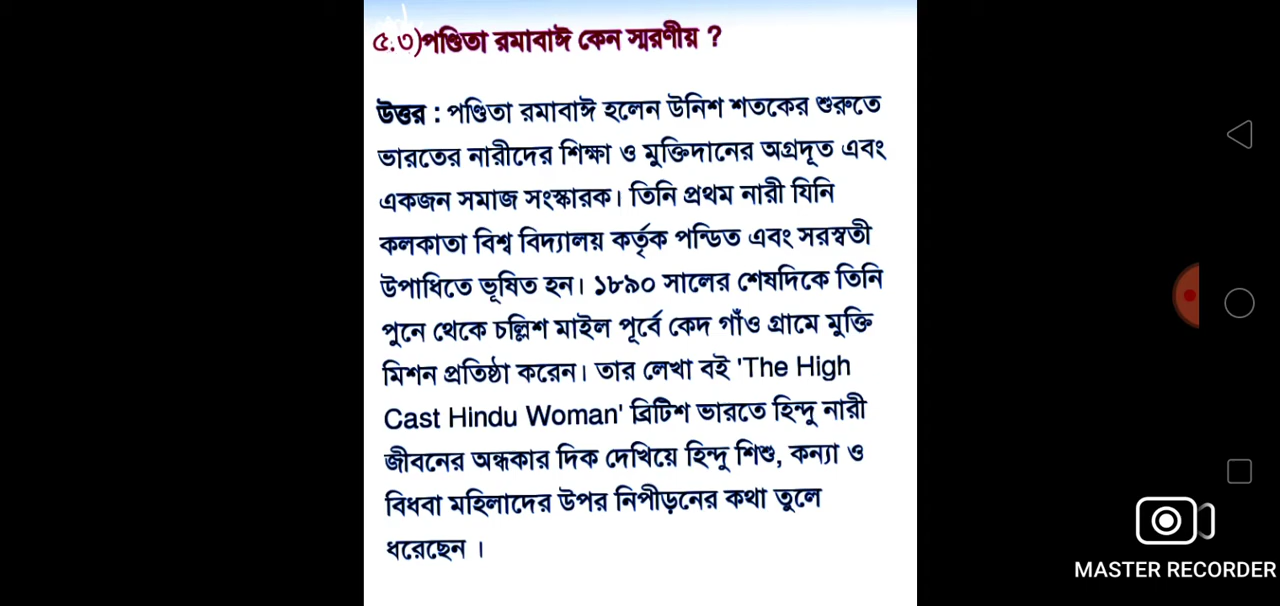 ৫.৩)পণ্ডিতা রমাবাঈ কেন স্মরণীয় ?
উত্তর : পণ্ডিতা রমাবাঈ হলেন উনিশ শতকের শুরুতে
ভারতের নারীদের শিক্ষা ও মুক্তিদানের অগ্রদূত এবং
একজন সমাজ সংস্কারক। তিনি প্রথম নারী যিনি
কলকাতা বিশ্ব বিদ্যালয় কর্তৃক পন্ডিত এবং সরস্বতী
উপাধিতে ভূষিত হন। ১৮৯০ সালের শেষদিকে তিনি
পুনে থেকে চল্লিশ মাইল পূর্বে কেদ গাঁও গ্রামে মুক্তি
মিশন প্রতিষ্ঠা করেন। তার লেখা বই 'The High
Cast Hindu Woman' ব্রিটিশ ভারতে হিন্দু নারী
জীবনের অন্ধকার দিক দেখিয়ে হিন্দু শিশু, কন্যা ও
বিধবা মহিলাদের উপর নিপীড়নের কথা তুলে
ধরেছেন ।
MASTER RECORDER